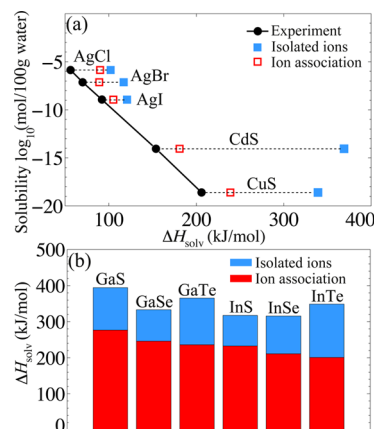 (a)
Experiment
Isolated ions
Ion association
AgCl
AgBr
AgI
CdS
CuS
Solubility log10(mol/100g water)
−5
−10
−15
−20
100
200
300
400
ΔHsolv (kJ/mol)
(b)
Isolated ions
Ion association
GaS
GaSe
GaTe
InS
InSe
InTe
ΔHsolv (kJ/mol)
500
400
300
200
100
0